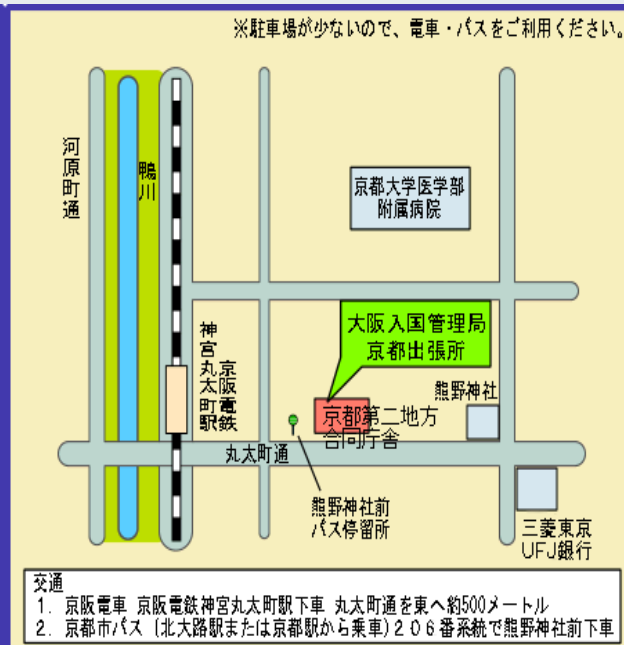 ※駐車場が少ないので、電車・バスをご利用ください。
河原町通
鴨川
京都大学医学部
附属病院
大阪入国管理局
京都出張所
京阪電鉄
神宮丸太町駅
熊野神社
京都第二地方
合同庁舎
丸太町通
熊野神社前
バス停留所
三菱東京
UFJ銀行
交通
1. 京阪電車 京阪電鉄神宮丸太町駅下車 丸太町通を東へ約500メートル
2. 京都市バス (北大路駅または京都駅から乗車)206番系統で熊野神社前下車